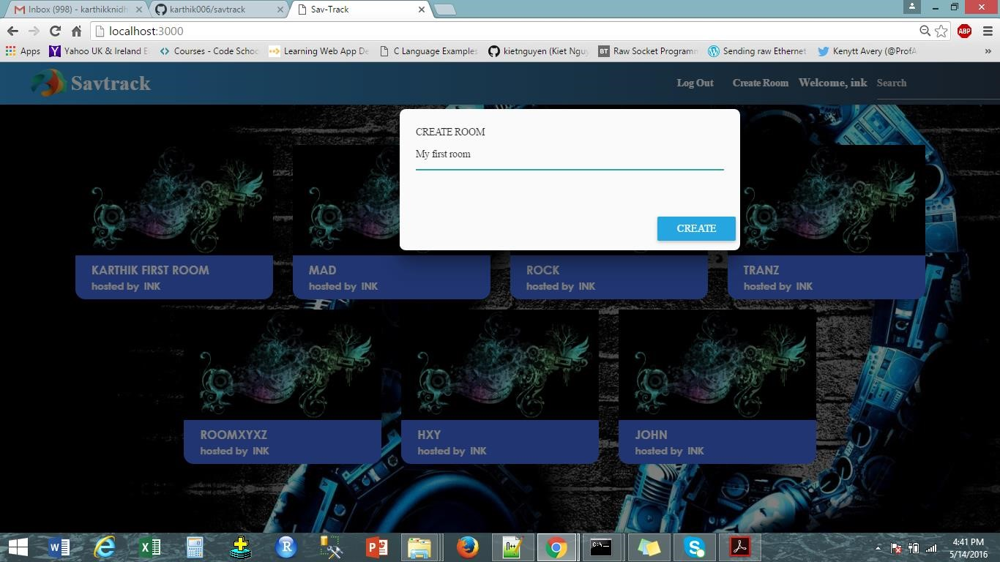 Inbox (998) - karthikknidh
karthik006/savtrack
Sav-Track
localhost:3000
ABP
Apps
Yahoo UK & Ireland E
Courses - Code Schoo
Learning Web App De
C Language Examples
kietnguyen (Kiet Nguy
BT Raw Socket Programm
Sending raw Ethernet
Kenytt Avery (@ProfA
»
Savtrack
Log Out
Create Room
Welcome, ink
Search
CREATE ROOM
My first room
CREATE
KARTHIK FIRST ROOM
hosted by INK
MAD
hosted by INK
ROCK
hosted by INK
TRANZ
hosted by INK
ROOMXYXZ
hosted by INK
HXY
hosted by INK
JOHN
hosted by INK
4:41 PM
5/14/2016